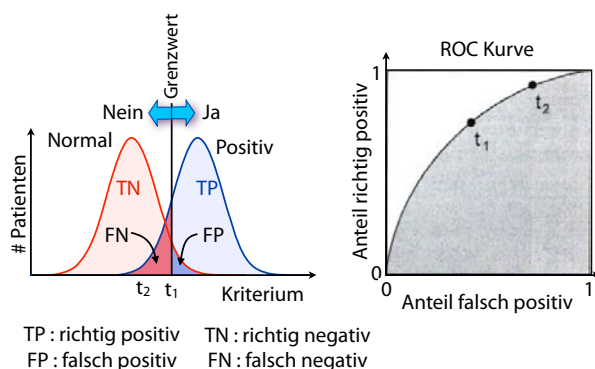 Grenzwert
Nein
Ja
Normal
Positiv
TN
TP
FN
FP
# Patienten
t2
t1
Kriterium
TP : richtig positiv
TN : richtig negativ
FP : falsch positiv
FN : falsch negativ
ROC Kurve
1
Anteil richtig positiv
t2
t1
0
0
1
Anteil falsch positiv